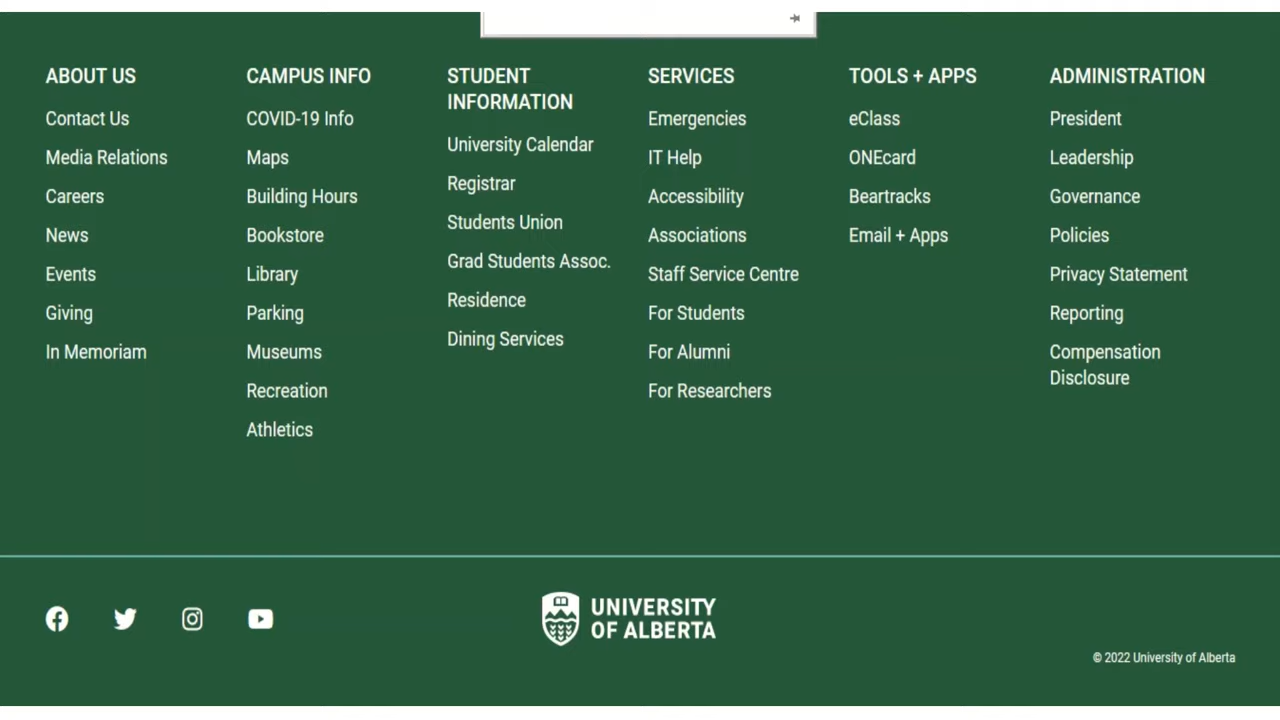 ABOUT US
Contact Us
Media Relations
Careers
News
Events
Giving
In Memoriam
CAMPUS INFO
COVID-19 Info
Maps
Building Hours
Bookstore
Library
Parking
Museums
Recreation
Athletics
STUDENT
INFORMATION
University Calendar
Registrar
Students Union
Grad Students Assoc.
Residence
Dining Services
SERVICES
Emergencies
IT Help
Accessibility
Associations
Staff Service Centre
For Students
For Alumni
For Researchers
TOOLS + APPS
eClass
ONEcard
Beartracks
Email + Apps
ADMINISTRATION
President
Leadership
Governance
Policies
Privacy Statement
Reporting
Compensation
Disclosure
UNIVERSITY
OF ALBERTA
© 2022 University of Alberta